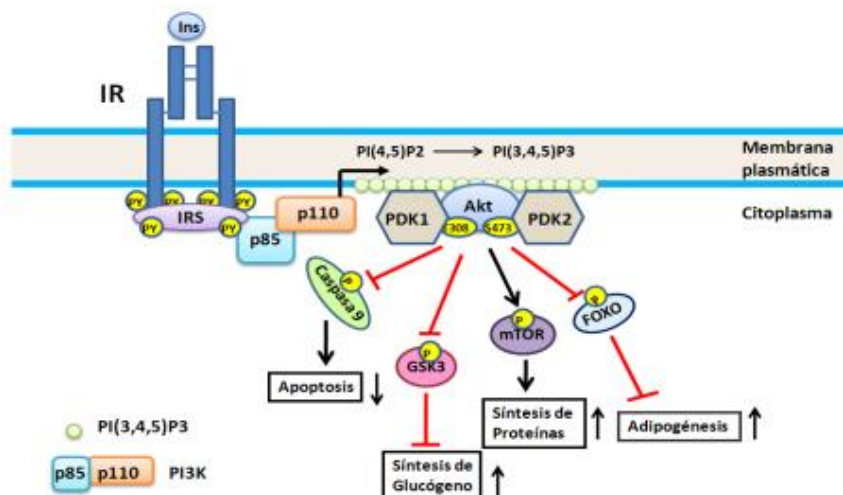 Ins
IR
PI(4,5)P2 PI(3,4,5)P3
Membrana
plasmática
Citoplasma
PY PY PY PY
IRS
PY PY
p85
p110
PDK1
Akt
PDK2
308 S473
P
Caspasa 9
P
GSK3
P
mTOR
P
FOXO
Apoptosis
Síntesis de
Proteínas
Adipogénesis
Síntesis de
Glucógeno
PI(3,4,5)P3
p85 p110 PI3K